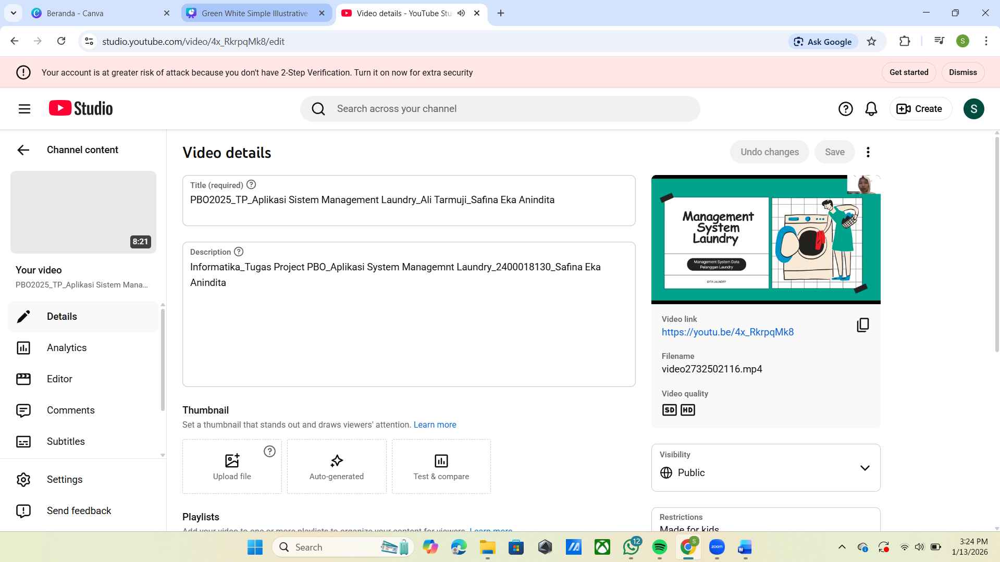 Beranda - Canva
Green White Simple Illustrative
Video details - YouTube Stu
studio.youtube.com/video/4x_RkrpqMk8/edit
Ask Google
S
Your account is at greater risk of attack because you don't have 2-Step Verification. Turn it on now for extra security
Get started
Dismiss
Studio
Search across your channel
Create
S
Channel content
8:21
Your video
PBO2025_TP_Aplikasi Sistem Mana...
Details
Analytics
Editor
Comments
Subtitles
Settings
Send feedback
Video details
Undo changes
Save
Title (required)
PBO2025_TP_Aplikasi Sistem Management Laundry_Ali Tarmuji_Safina Eka Anindita
Description
Informatika_Tugas Project PBO_Aplikasi System Managemnt Laundry_2400018130_Safina Eka
Anindita
Thumbnail
Set a thumbnail that stands out and draws viewers' attention. Learn more
Upload file
Auto-generated
Test & compare
Playlists
Add your video to one or more playlists to organize your content for viewers. Learn more
Management
System
Laundry
Management System Data
Pelanggan Laundry
DITA LAUNDRY
Video link
https://youtu.be/4x_RkrpqMk8
Filename
video2732502116.mp4
Video quality
SD HD
Visibility
Public
Restrictions
Made for kids
Search
12
S
zoom
W
3:24 PM
1/13/2026